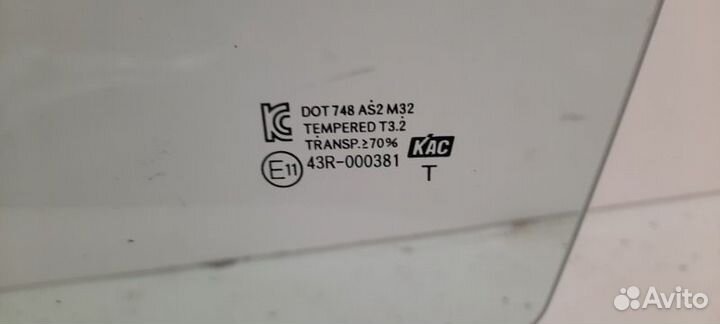 DOT 748 AS2 M32
TEMPERED T3.2
TRANSP.≥70%
KAC
E11 43R-000381
T
Avito